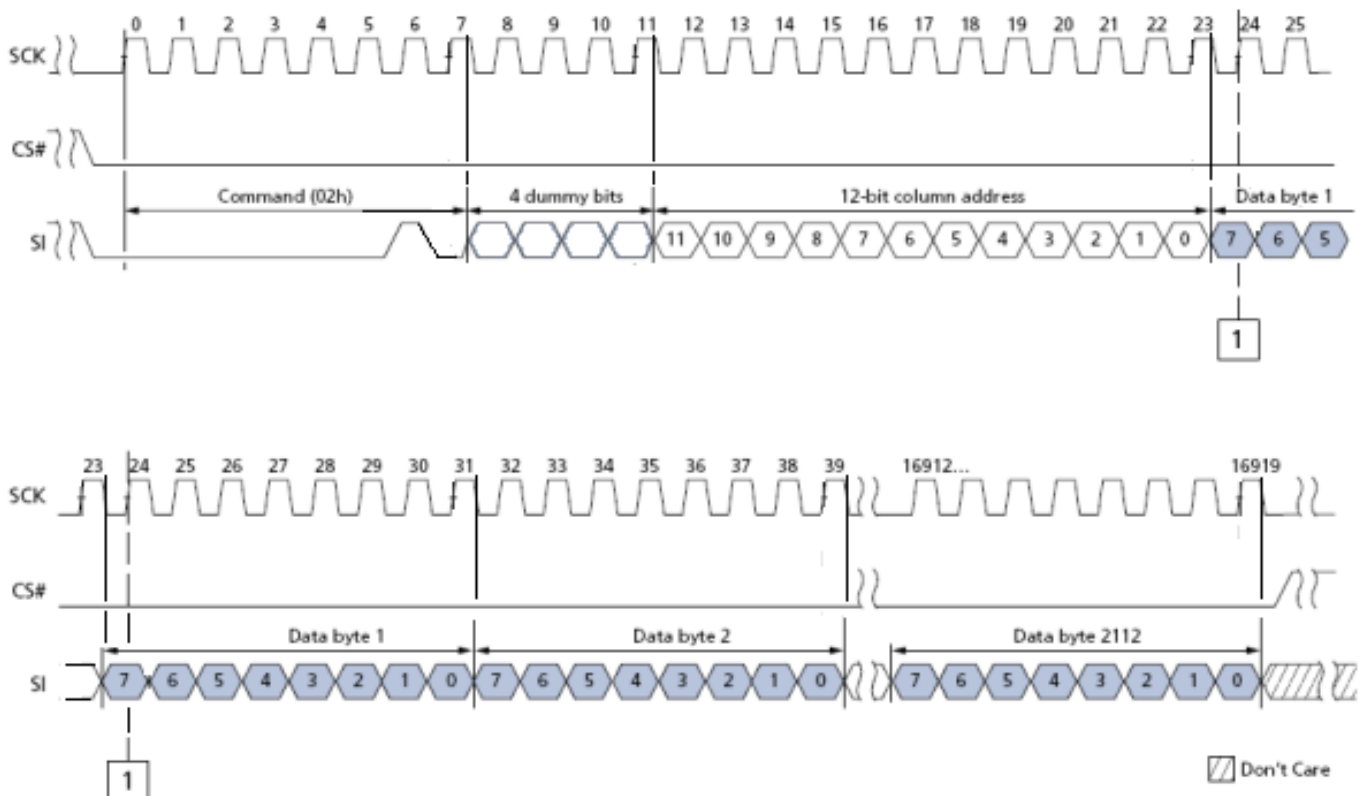 0 1 2 3 4 5 6 7 8 9 10 11 12 13 14 15 16 17 18 19 20 21 22 23 24 25
SCK
CS#
Command (02h) 4 dummy bits 12-bit column address Data byte 1
SI 11 10 9 8 7 6 5 4 3 2 1 0 7 6 5
1
23 24 25 26 27 28 29 30 31 32 33 34 35 36 37 38 39 16912... 16919
SCK
CS#
Data byte 1 Data byte 2 Data byte 2112
SI 7 6 5 4 3 2 1 0 7 6 5 4 3 2 1 0 7 6 5 4 3 2 1 0
1
Don't Care